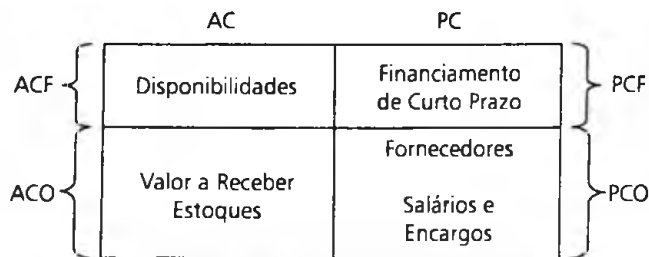 AC
PC
ACF
Disponibilidades
Financiamento
de Curto Prazo
PCF
ACO
Valor a Receber
Estoques
Fornecedores
Salários e
Encargos
PCO